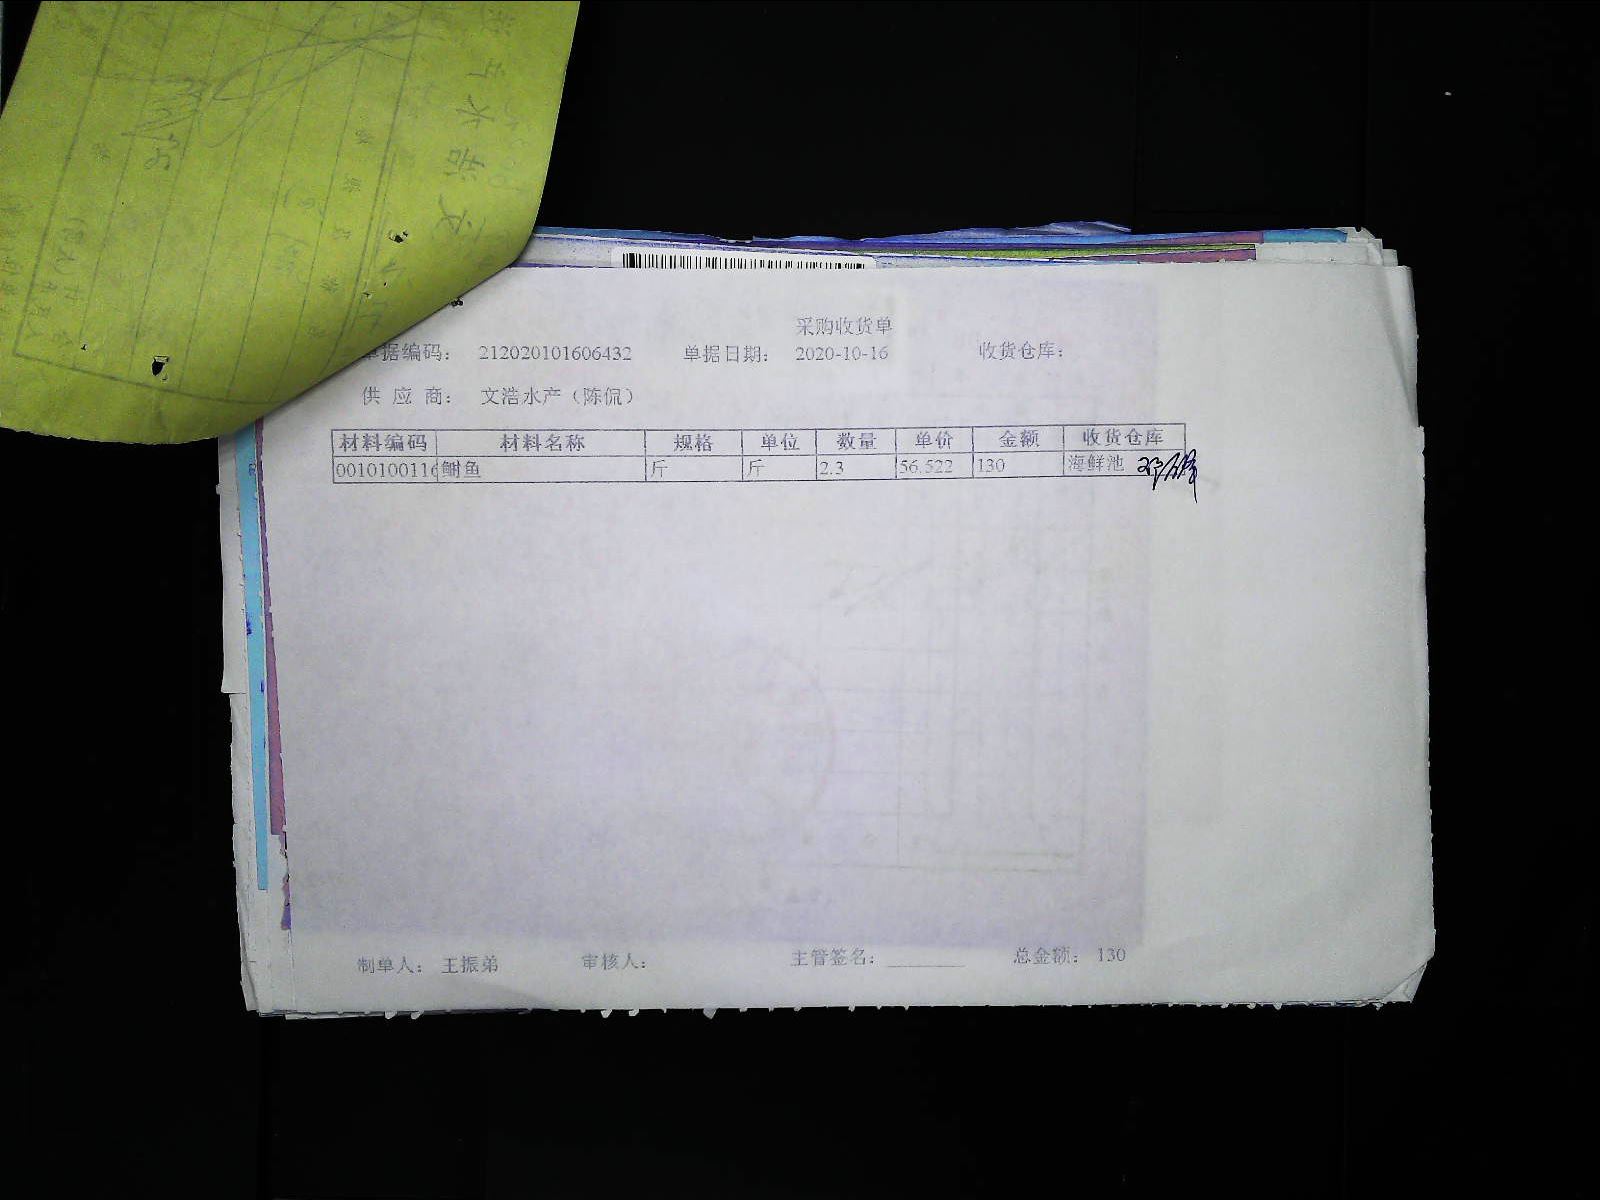 采购收货单
单据编码： 212020101606432 单据日期： 2020-10-16 收货仓库：
供 应 商： 文浩水产（陈侃）
材料编码 材料名称 规格 单位 数量 单价 金额 收货仓库
0010100116 鲥鱼 斤 斤 2.3 56.522 130 海鲜池
制单人： 王振弟 审核人： 主管签名： 总金额： 130